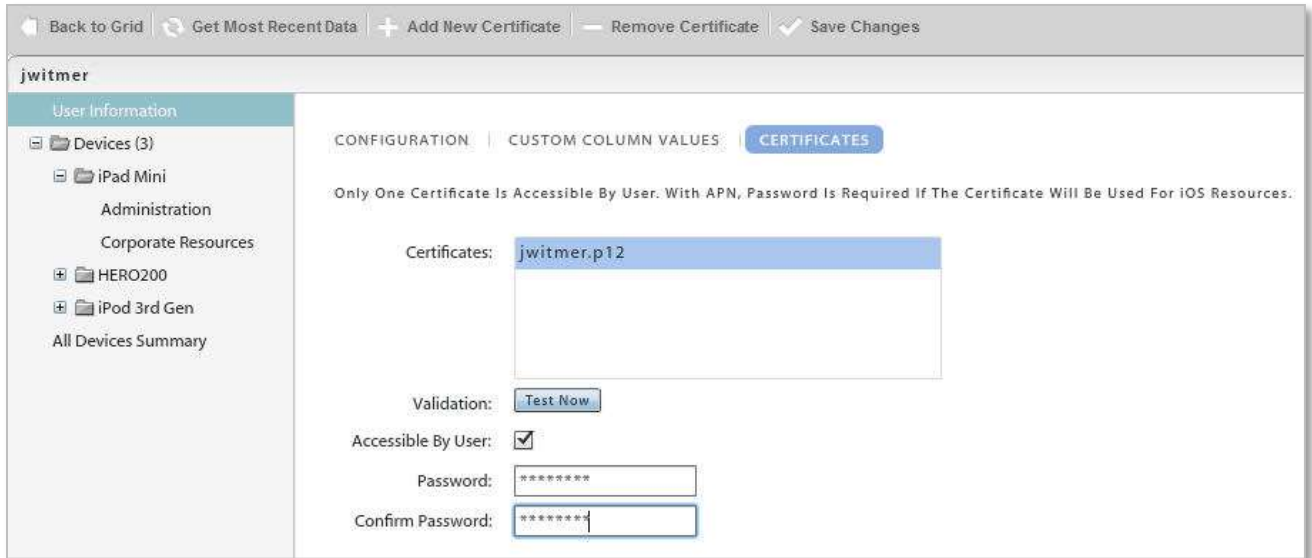 Back to Grid Get Most Recent Data Add New Certificate Remove Certificate Save Changes
jwitmer
User Information
Devices (3)
iPad Mini
Administration
Corporate Resources
HERO200
iPod 3rd Gen
All Devices Summary
CONFIGURATION | CUSTOM COLUMN VALUES | CERTIFICATES
Only One Certificate Is Accessible By User. With APN, Password Is Required If The Certificate Will Be Used For iOS Resources.
Certificates: jwitmer.p12
Validation: Test Now
Accessible By User:
Password: ********
Confirm Password: ********